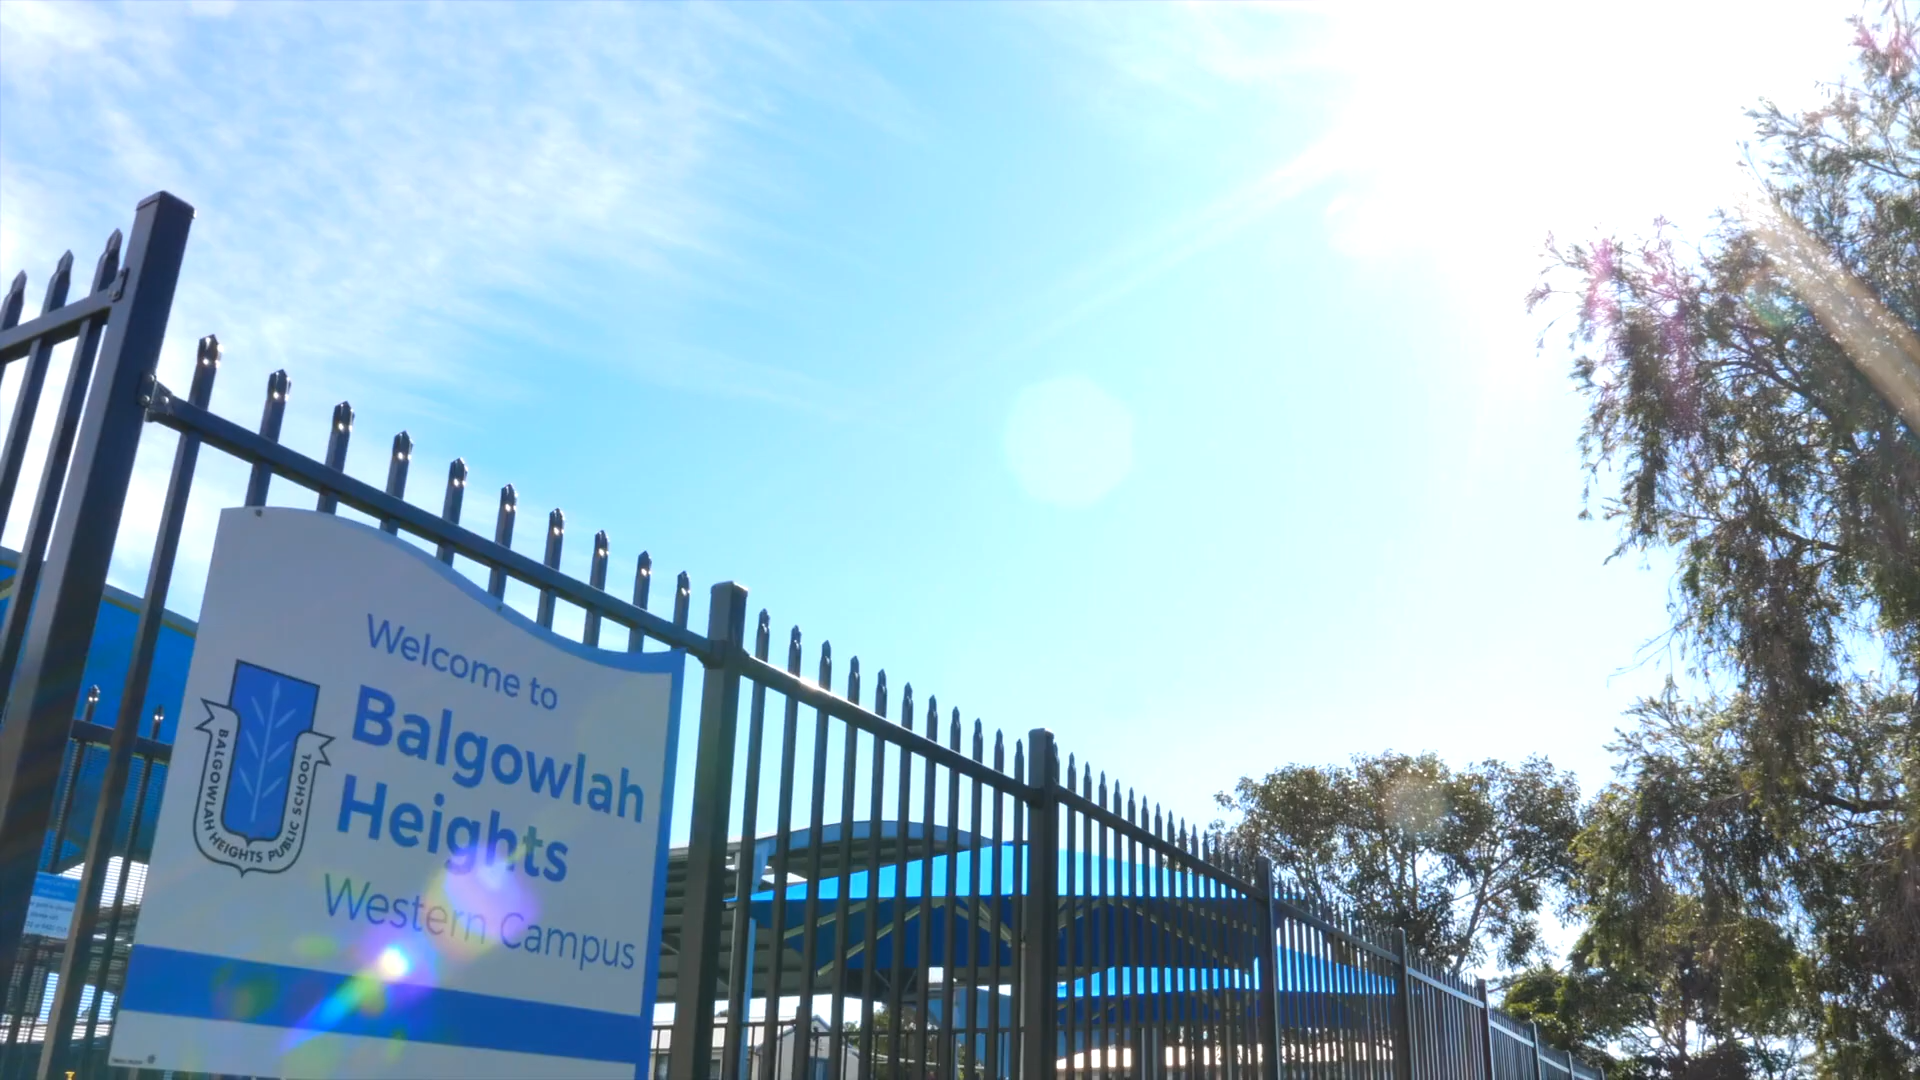 Welcome to
Balgowlah
Heights
Western Campus
BALGOWLAH HEIGHTS PUBLIC SCHOOL